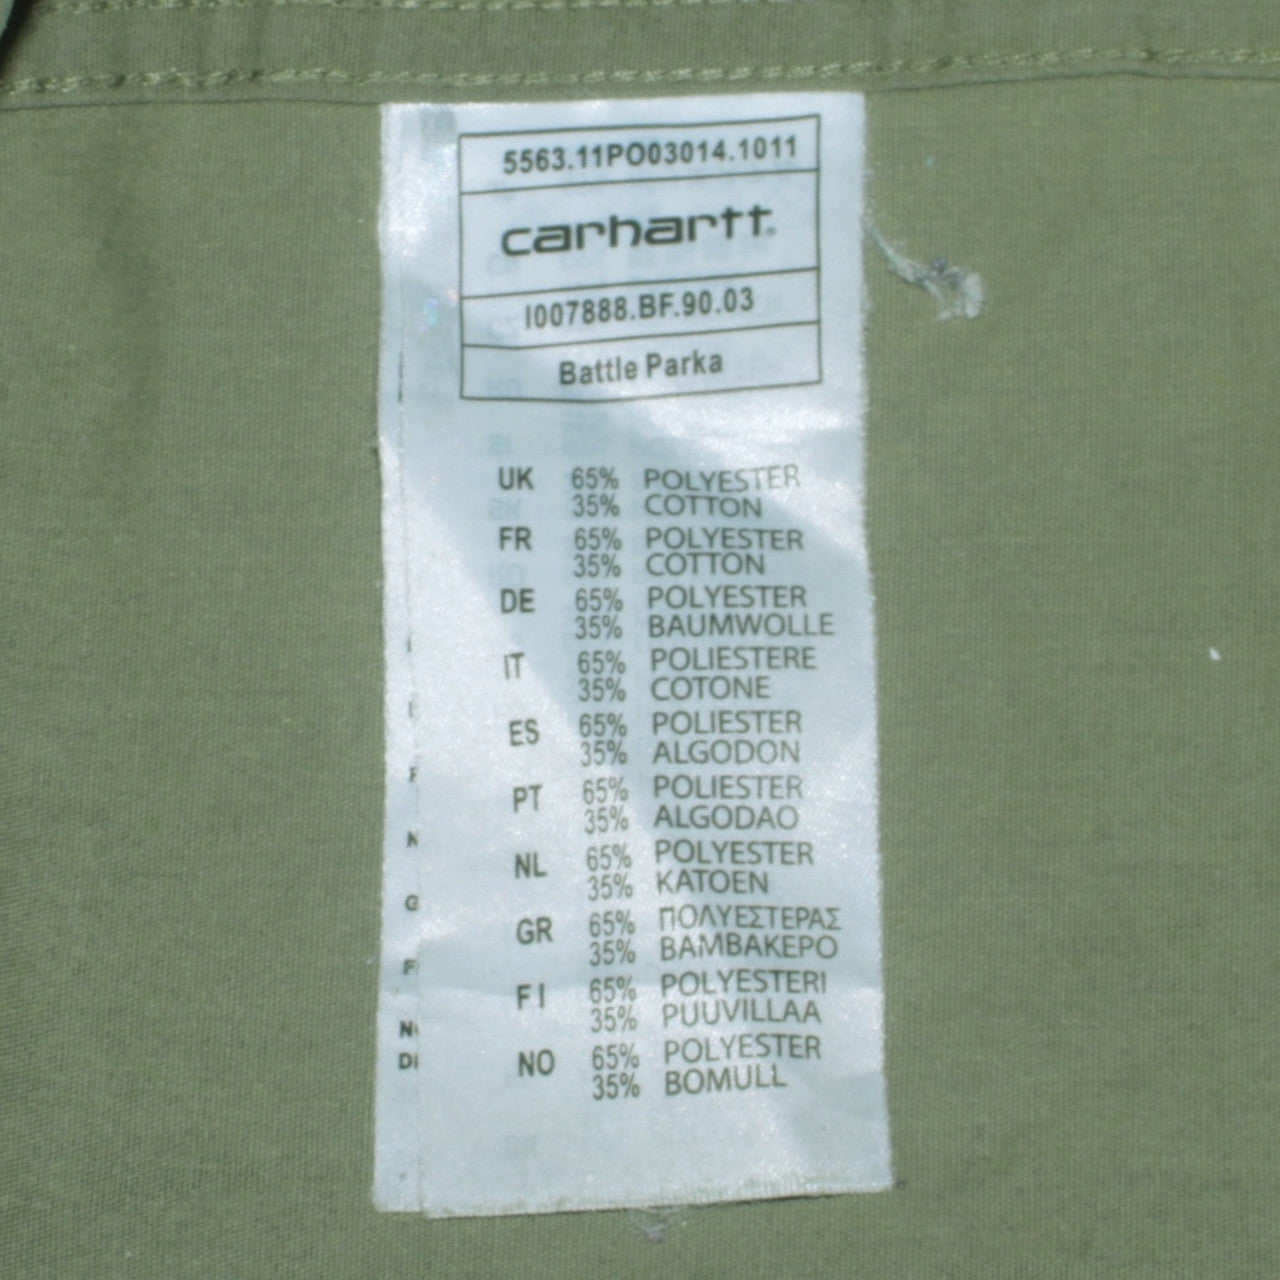 5563.11PO03014.1011
carhartt®
I007888.BF.90.03
Battle Parka
UK 65% POLYESTER
35% COTTON
FR 65% POLYESTER
35% COTTON
DE 65% POLYESTER
35% BAUMWOLLE
IT 65% POLIESTERE
35% COTONE
ES 65% POLIESTER
35% ALGODON
PT 65% POLIESTER
35% ALGODAO
NL 65% POLYESTER
35% KATOEN
GR 65% ΠΟΛΥΕΣΤΕΡΑΣ
35% ΒΑΜΒΑΚΕΡΟ
FI 65% POLYESTERI
35% PUUVILLAA
NO 65% POLYESTER
35% BOMULL